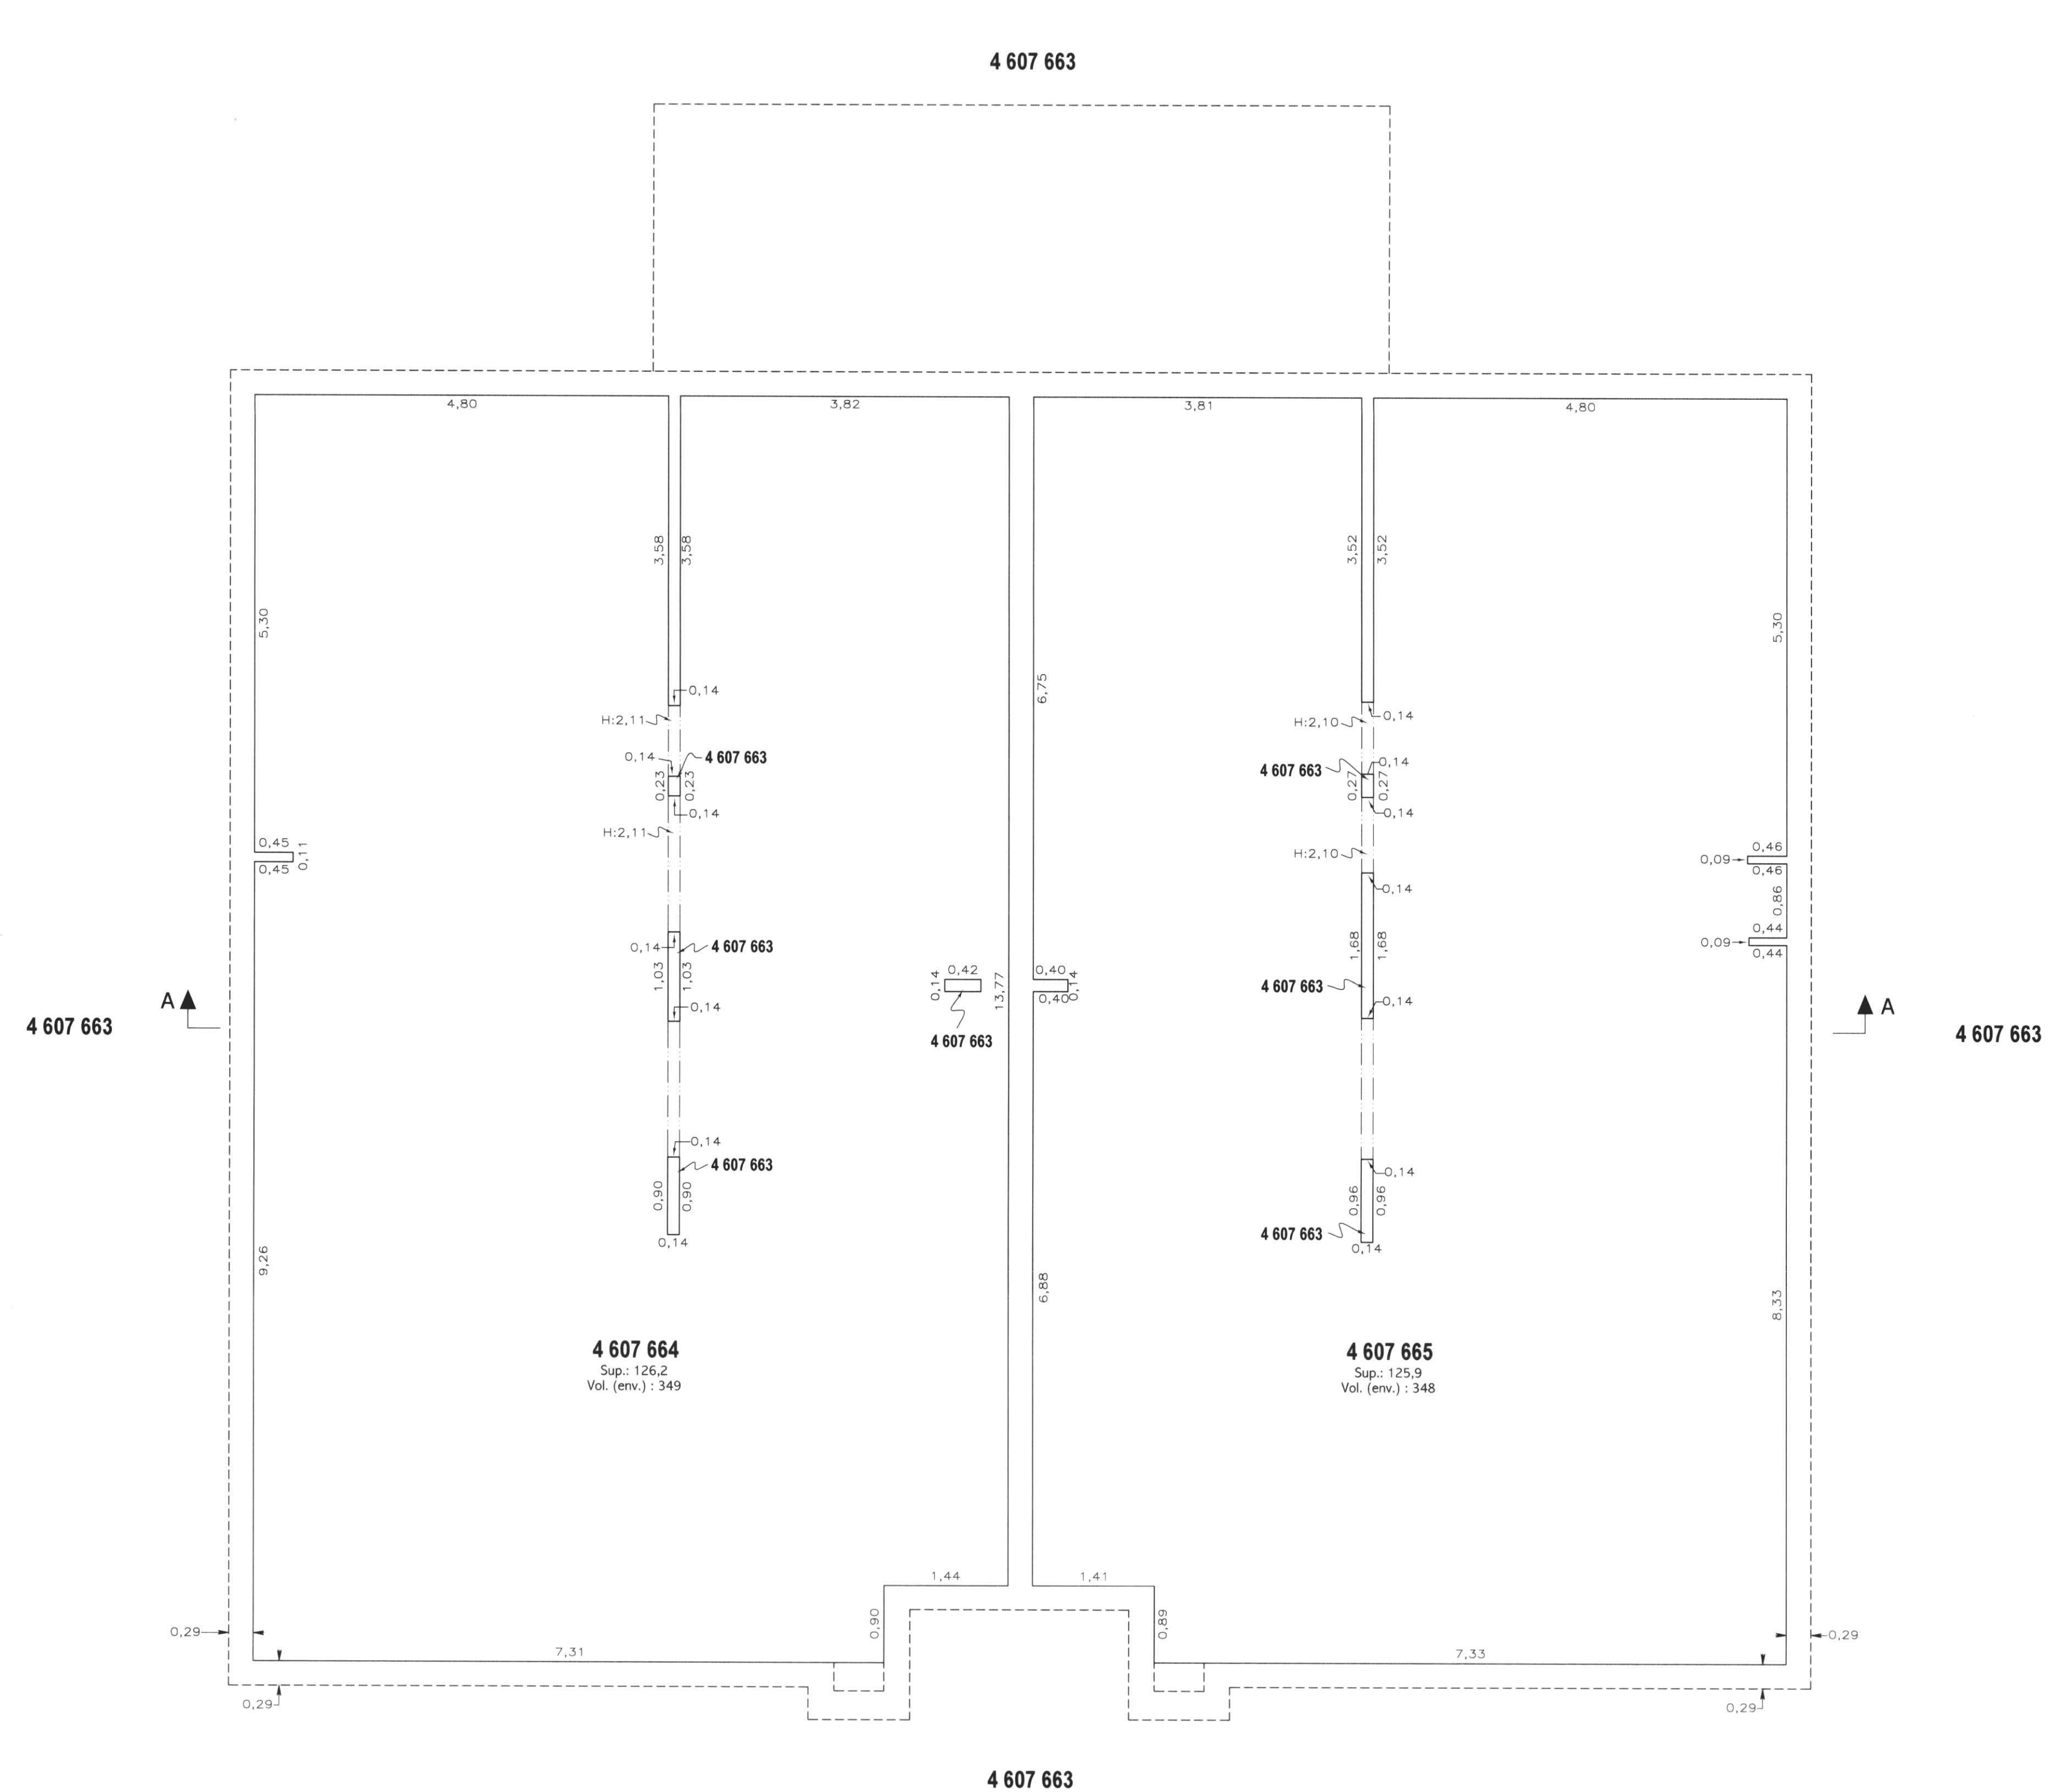 4 607 663
4,80
3,82
3,81
4,80
3,58
3,58
3,52
3,52
5,30
5,30
6,75
0,14
H:2,11
0,14
H:2,10
0,14
4 607 663
0,14
4 607 663
0,23
0,23
0,27
0,27
0,14
0,14
H:2,11
H:2,10
0,45
0,11
0,45
0,46
0,09
0,46
0,14
0,86
0,44
0,09
0,44
0,14
4 607 663
1,03
1,03
0,14
1,68
1,68
0,42
0,14
13,77
0,40
0,14
0,40
4 607 663
4 607 663
0,14
A
A
4 607 663
4 607 663
0,14
4 607 663
0,90
0,90
0,14
0,14
0,96
0,96
4 607 663
0,14
9,26
6,88
8,33
4 607 664
Sup.: 126,2
Vol. (env.) : 349
4 607 665
Sup.: 125,9
Vol. (env.) : 348
1,44
1,41
0,90
0,89
0,29
0,29
7,31
7,33
0,29
0,29
4 607 663